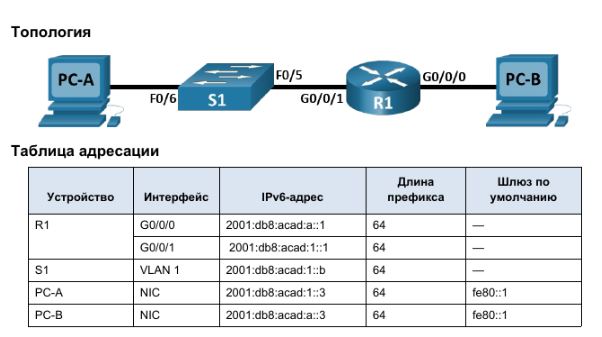 Топология
PC-A
F0/6
S1
F0/5
G0/0/1
R1
G0/0/0
PC-B
Таблица адресации
Устройство Интерфейс IPv6-адрес Длина префикса Шлюз по умолчанию
R1 G0/0/0 2001:db8:acad:a::1 64 —
G0/0/1 2001:db8:acad:1::1 64 —
S1 VLAN 1 2001:db8:acad:1::b 64 —
PC-A NIC 2001:db8:acad:1::3 64 fe80::1
PC-B NIC 2001:db8:acad:a::3 64 fe80::1